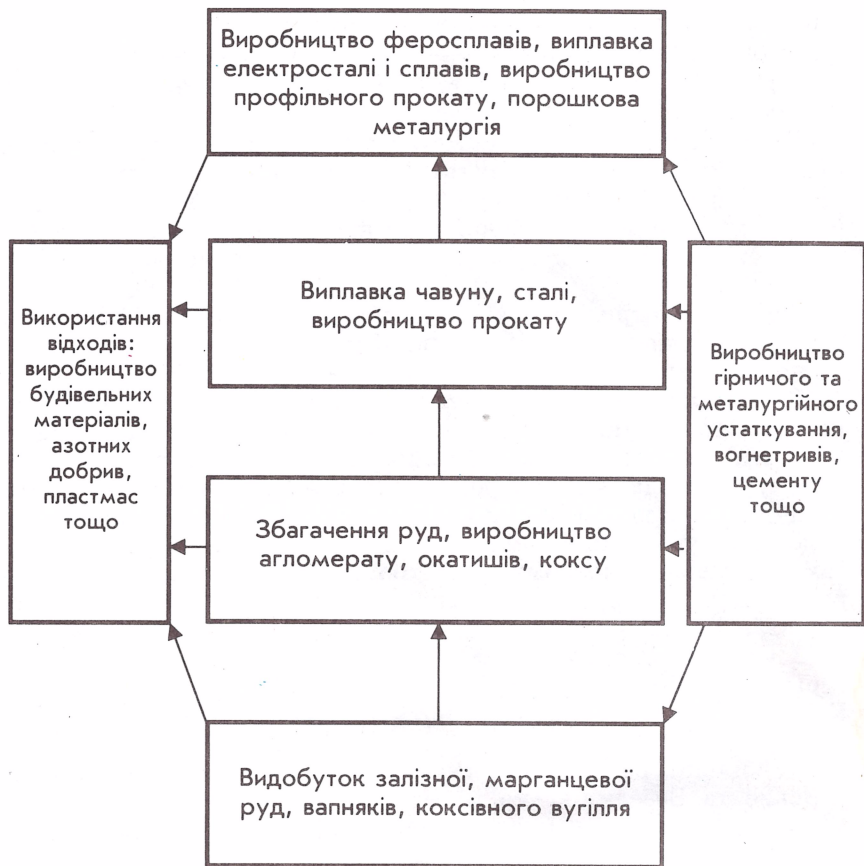 Виробництво феросплавів, виплавка
електросталі і сплавів, виробництво
профільного прокату, порошкова
металургія
Виплавка чавуну, сталі,
виробництво прокату
Використання
відходів:
виробництво
будівельних
матеріалів,
азотних
добрив,
пластмас
тощо
Виробництво
гірничого та
металургійного
устаткування,
вогнетривів,
цементу
тощо
Збагачення руд, виробництво
агломерату, окатишів, коксу
Видобуток залізної, марганцевої
руд, вапняків, коксівного вугілля